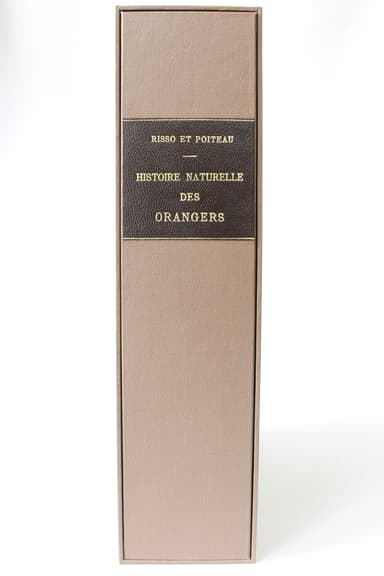 RISSO ET POITEAU
HISTOIRE NATURELLE
DES
ORANGERS